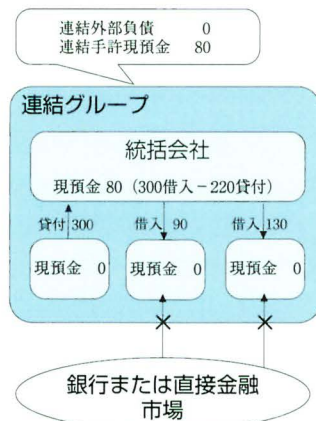 連結外部負債 0
連結手許現預金 80
連結グループ
統括会社
現預金 80 (300借入－220貸付)
貸付 300 借入 90 借入 130
現預金 0 現預金 0 現預金 0
銀行または直接金融
市場